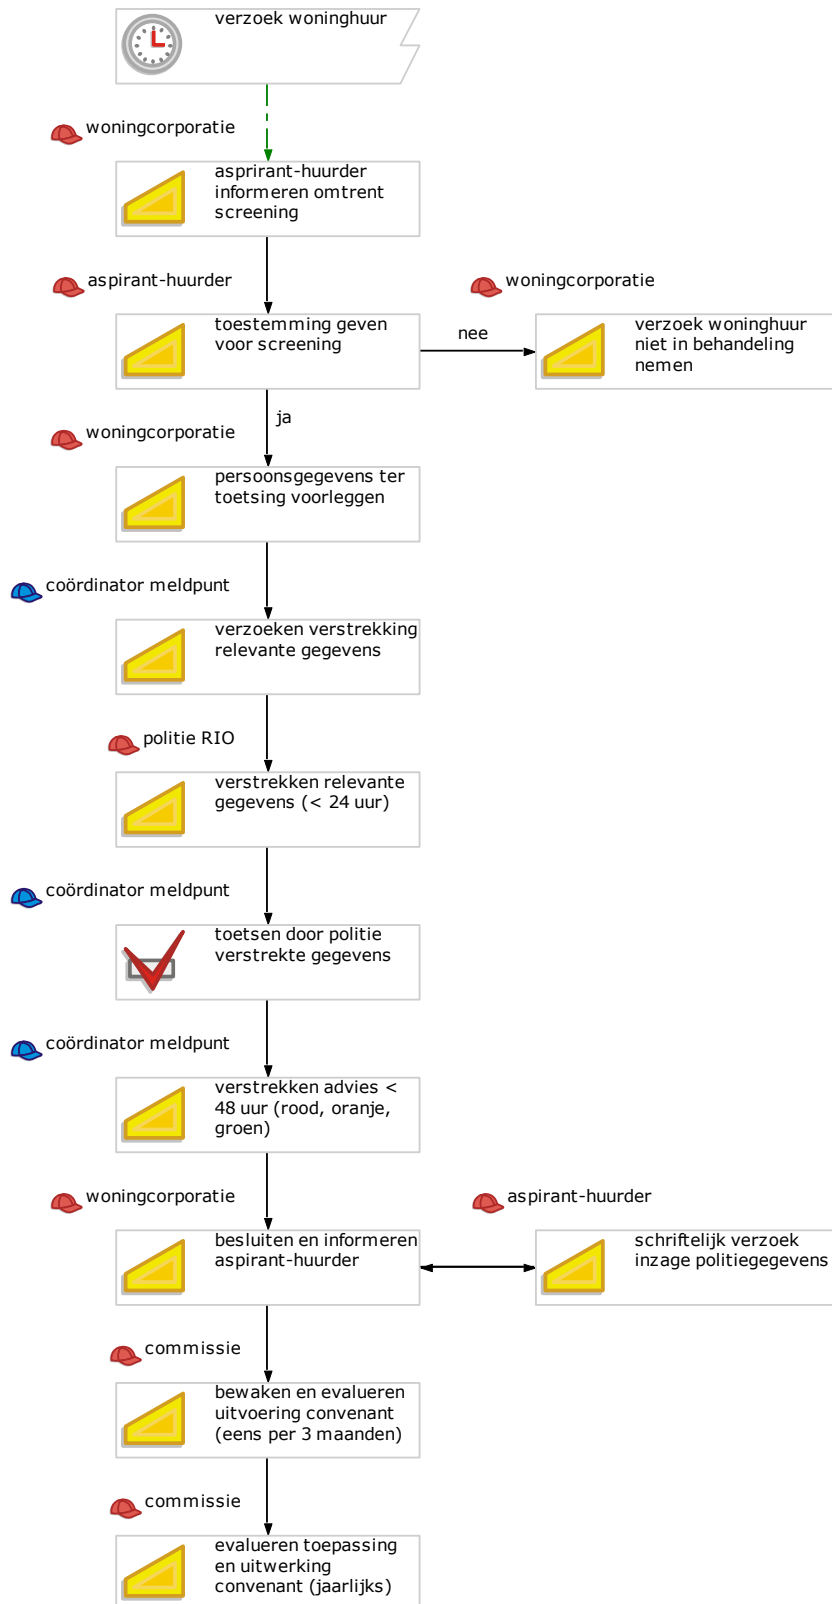 verzoek woninghuur
woningcorporatie
asprirant-huurder
informeren omtrent
screening
aspirant-huurder
woningcorporatie
toestemming geven
voor screening
nee
verzoek woninghuur
niet in behandeling
nemen
ja
woningcorporatie
persoonsgegevens ter
toetsing voorleggen
coördinator meldpunt
verzoeken verstrekking
relevante gegevens
politie RIO
verstrekken relevante
gegevens (< 24 uur)
coördinator meldpunt
toetsen door politie
verstrekte gegevens
coördinator meldpunt
verstrekken advies <
48 uur (rood, oranje,
groen)
woningcorporatie
aspirant-huurder
besluiten en informeren
aspirant-huurder
schriftelijk verzoek
inzage politiegegevens
commissie
bewaken en evalueren
uitvoering convenant
(eens per 3 maanden)
commissie
evalueren toepassing
en uitwerking
convenant (jaarlijks)